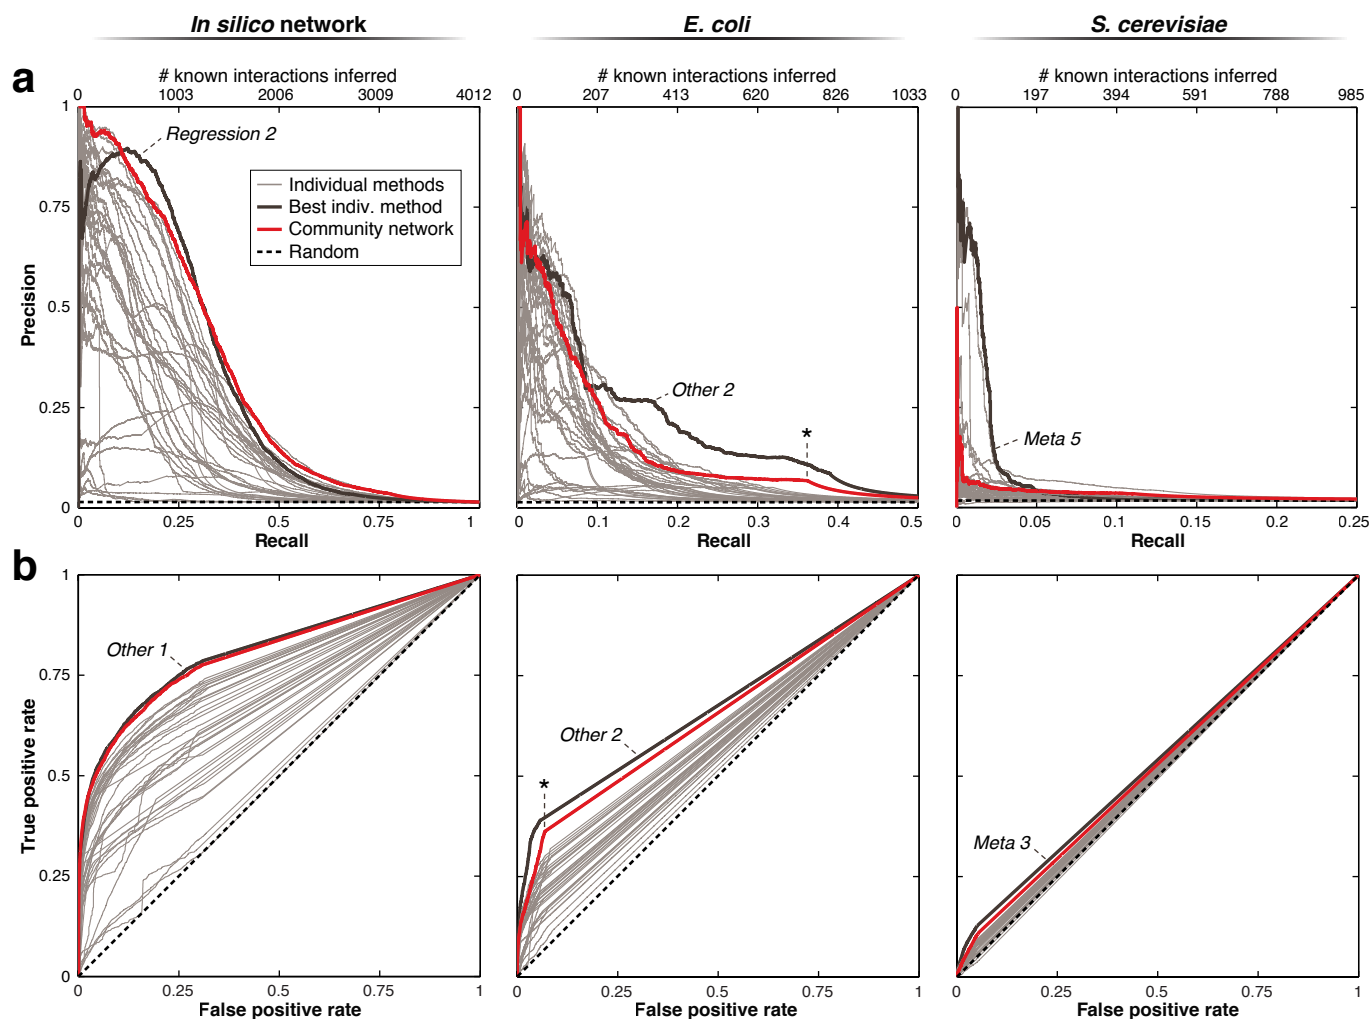 In silico network
E. coli
S. cerevisiae
a
# known interactions inferred
# known interactions inferred
# known interactions inferred
0 1003 2006 3009 4012
0 207 413 620 826 1033
0 197 394 591 788 985
1
0.75
0.5
0.25
0
Precision
Regression 2
Individual methods
Best indiv. method
Community network
Random
Other 2
*
Meta 5
0 0.25 0.5 0.75 1
0 0.1 0.2 0.3 0.4 0.5
0 0.05 0.1 0.15 0.2 0.25
Recall
Recall
Recall
b
1
0.75
0.5
0.25
0
True positive rate
Other 1
Other 2
*
Meta 3
0 0.25 0.5 0.75 1
0 0.25 0.5 0.75 1
0 0.25 0.5 0.75 1
False positive rate
False positive rate
False positive rate